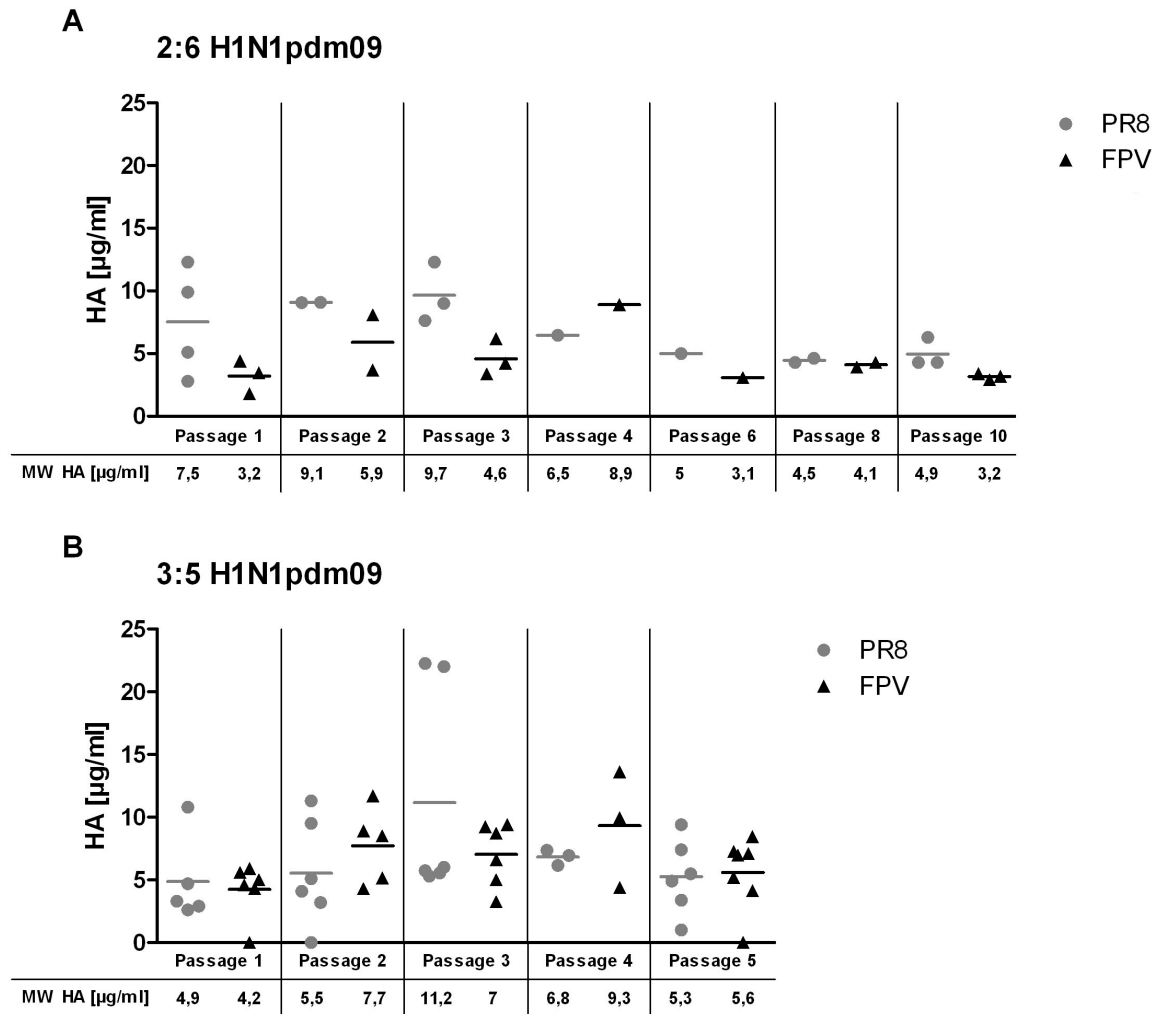 A
2:6 H1N1pdm09
HA [µg/ml]
25
20
15
10
5
0
PR8
FPV
Passage 1 Passage 2 Passage 3 Passage 4 Passage 6 Passage 8 Passage 10
MW HA [µg/ml] 7,5 3,2 9,1 5,9 9,7 4,6 6,5 8,9 5 3,1 4,5 4,1 4,9 3,2
B
3:5 H1N1pdm09
HA [µg/ml]
25
20
15
10
5
0
PR8
FPV
Passage 1 Passage 2 Passage 3 Passage 4 Passage 5
MW HA [µg/ml] 4,9 4,2 5,5 7,7 11,2 7 6,8 9,3 5,3 5,6